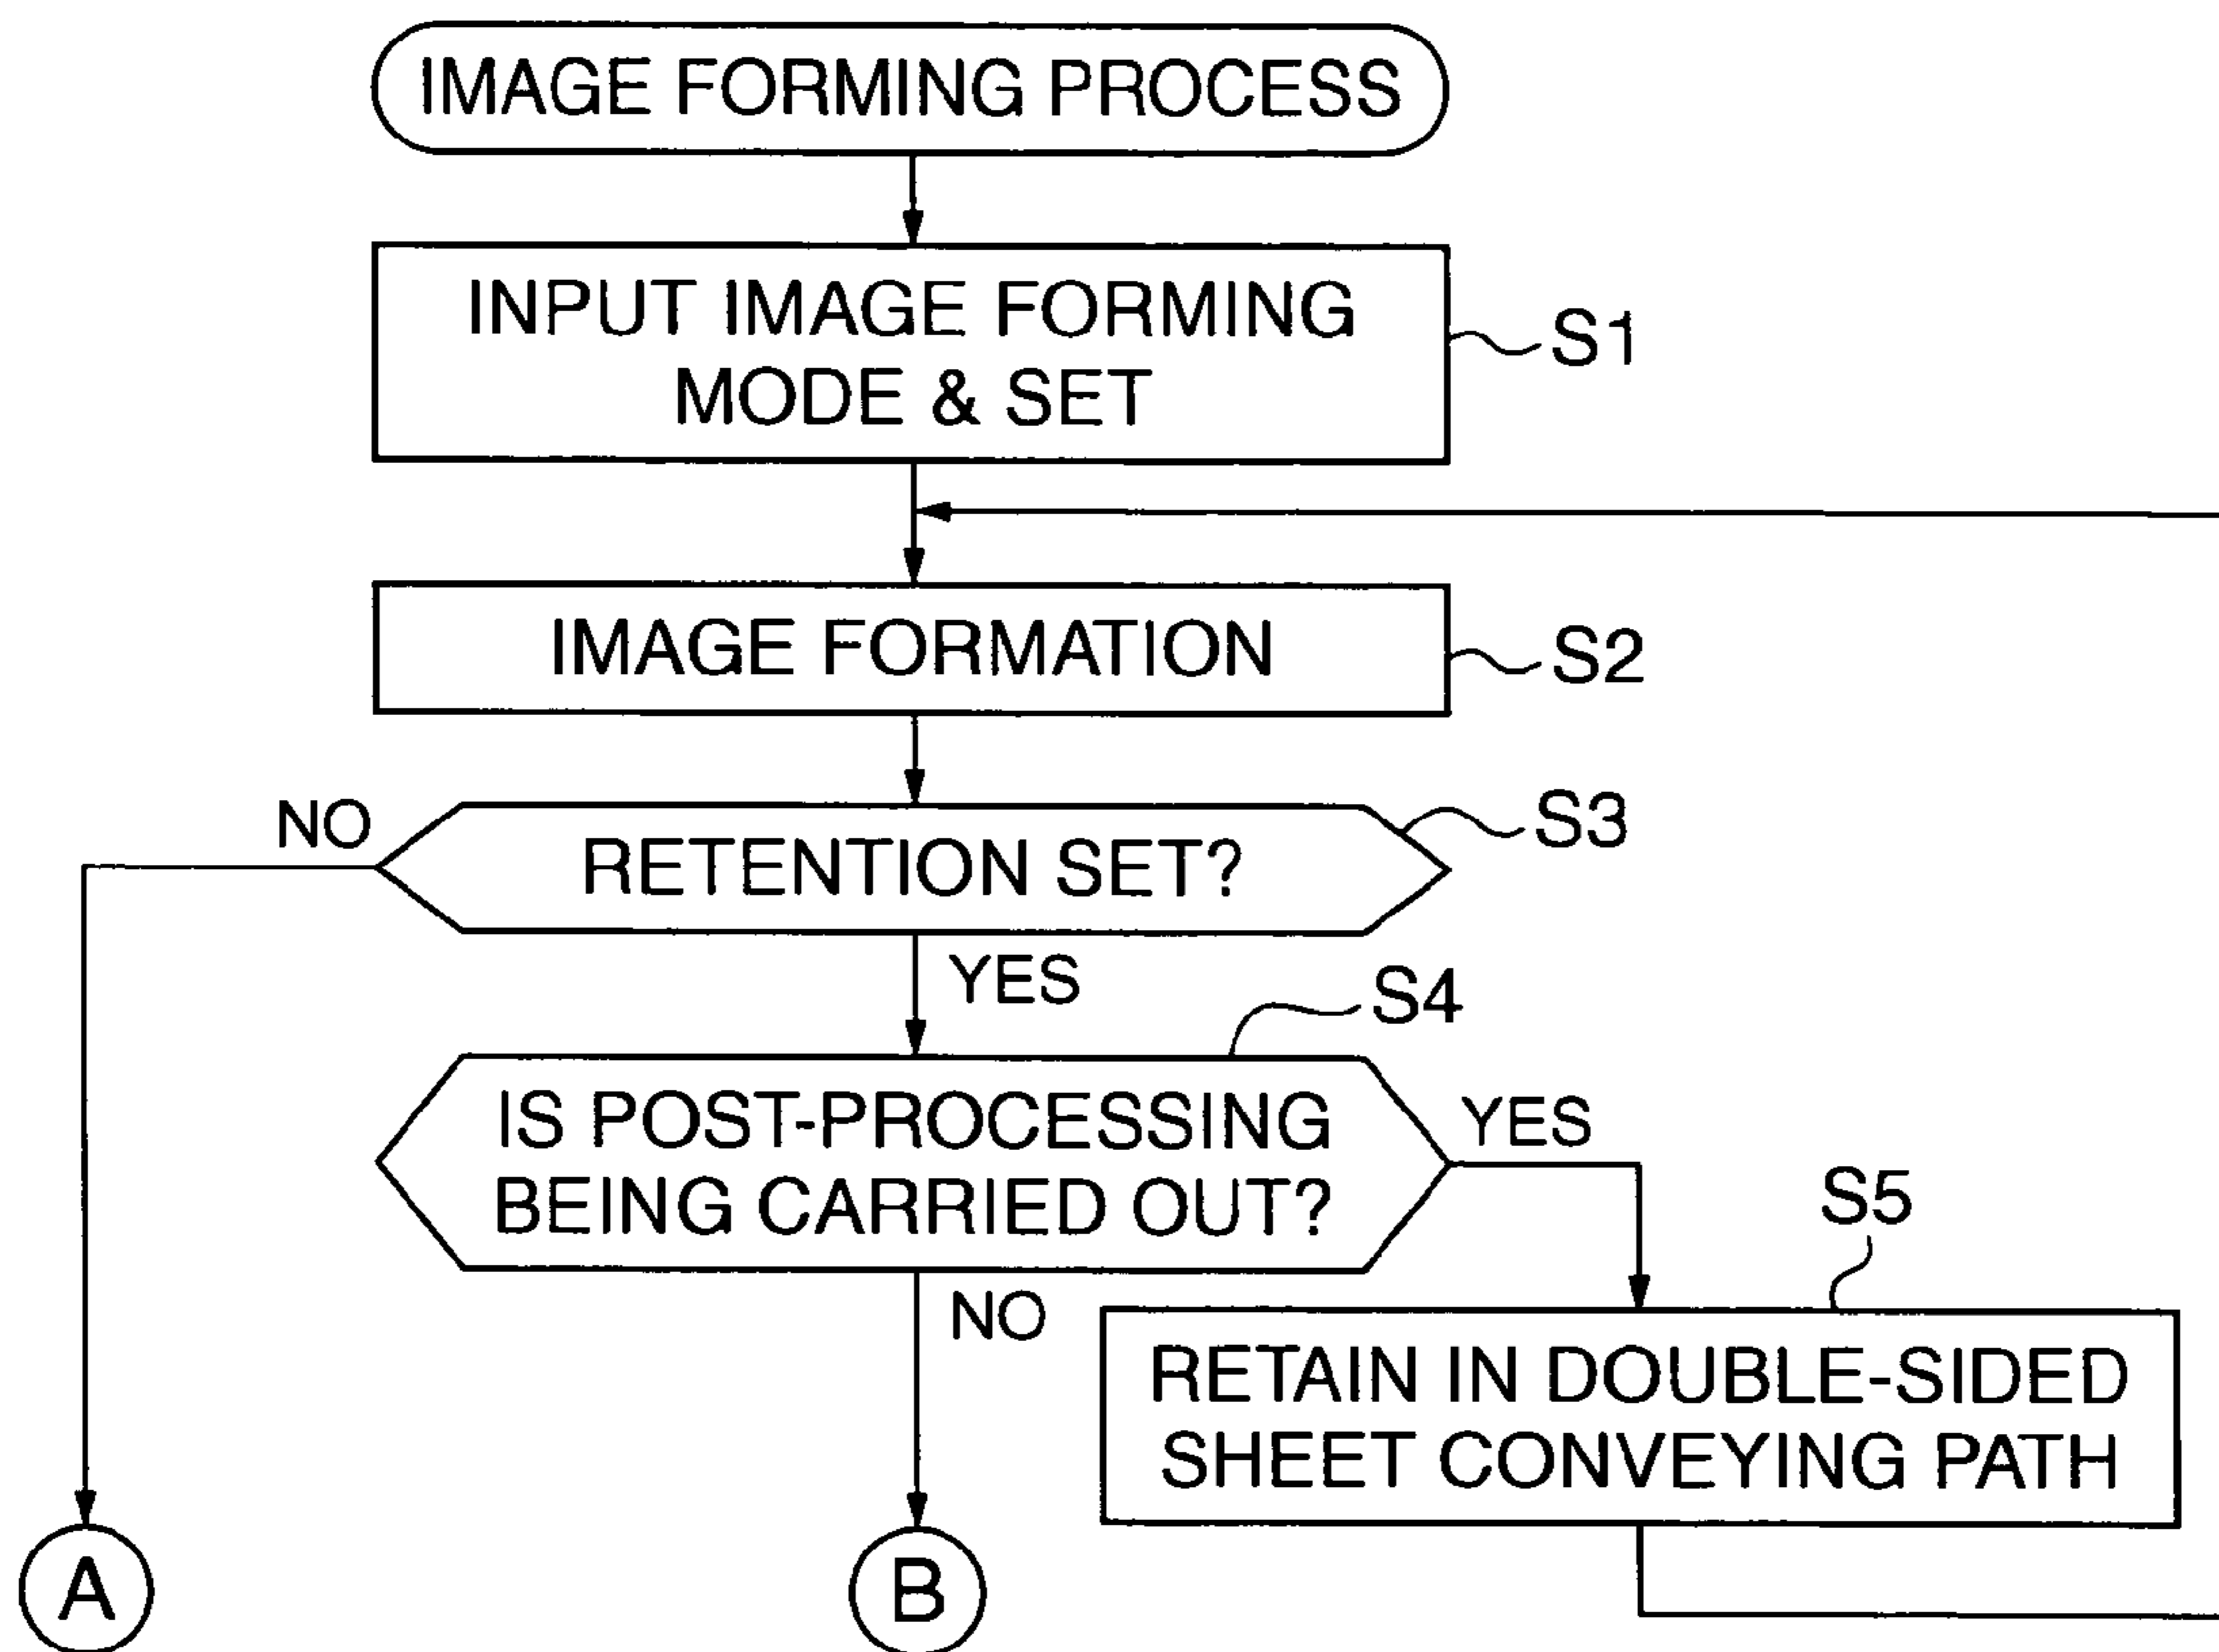 IMAGE FORMING PROCESS
INPUT IMAGE FORMING
MODE & SET
S1
IMAGE FORMATION
S2
NO
RETENTION SET?
S3
YES
S4
IS POST-PROCESSING
BEING CARRIED OUT?
YES
S5
NO
RETAIN IN DOUBLE-SIDED
SHEET CONVEYING PATH
A
B